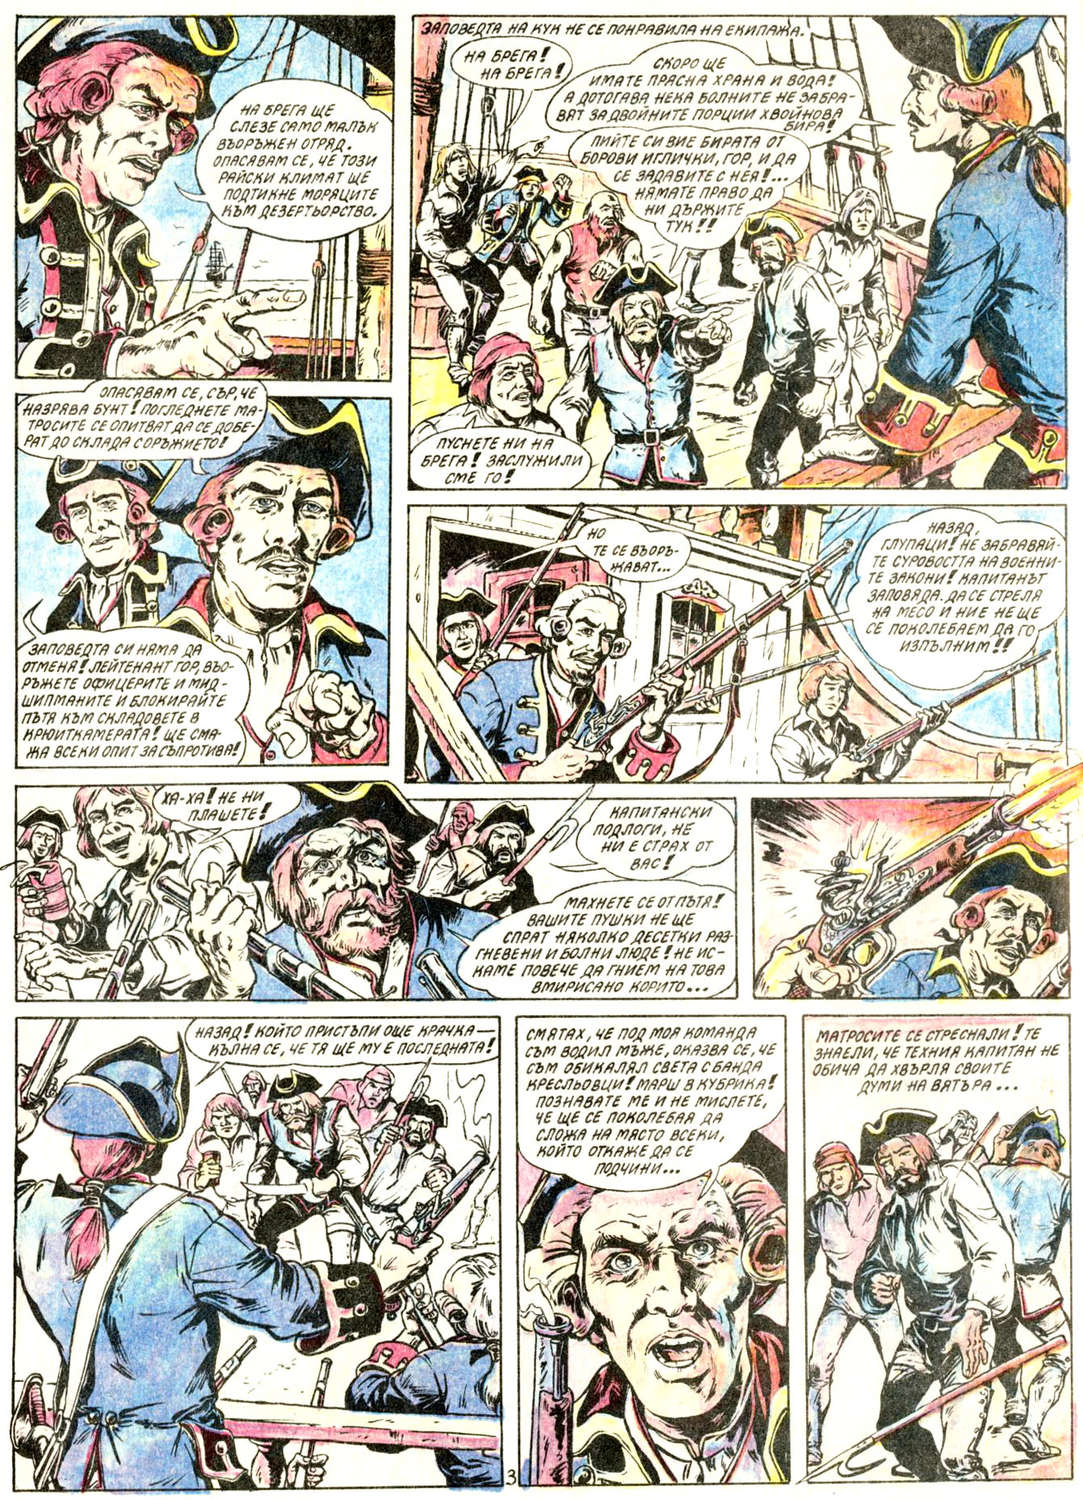 НА БРЕГА ЩЕ
СЛЕЗЕ САМО МАЛЪК
ВЪОРЪЖЕН ОТРЯД.
ОПАСЯВАМ СЕ, ЧЕ ТОЗИ
РАЙСКИ КЛИМАТ ЩЕ
ПОДТИКНЕ МОРЯЦИТЕ
КЪМ ДЕЗЕРТЬОРСТВО.
ЗАПОВЕДТА НА КУК НЕ СЕ ПОНРАВИЛА НА ЕКИПАЖА.
НА БРЕГА!
НА БРЕГА!
СКОРО ЩЕ
ИМАТЕ ПРЯСНА ХРАНА И ВОДА!
А ДОТОГАВА НЕКА БОЛНИТЕ НЕ ЗАБРА-
ВЯТ ЗА ДВОЙНИТЕ ПОРЦИИ ХВОЙНОВА
БИРА!
ПИЙТЕ СИ ВИЕ БИРАТА ОТ
БОРОВИ ИГЛИЧКИ, ГОР, И ДА
СЕ ЗАДАВИТЕ С НЕЯ!...
НЯМАТЕ ПРАВО ДА
НИ ДЪРЖИТЕ
ТУК!!
ПУСНЕТЕ НИ НА
БРЕГА! ЗАСЛУЖИЛИ
СМЕ ГО!
ОПАСЯВАМ СЕ, СЪР, ЧЕ
НАЗРЯВА БУНТ! ПОГЛЕДНЕТЕ МА-
ТРОСИТЕ СЕ ОПИТВАТ ДА СЕ ДОБЕ-
РАТ ДО СКЛАДА С ОРЪЖИЕТО!
ЗАПОВЕДТА СИ НЯМА ДА
ОТМЕНЯ! ЛЕЙТЕНАНТ ГОР, ВЪО-
РЪЖЕТЕ ОФИЦЕРИТЕ И МИД-
ШИПМАНИТЕ И БЛОКИРАЙТЕ
ПЪТЯ КЪМ СКЛАДОВЕТЕ В
КРЮИТКАМЕРАТА! ЩЕ СМА-
ЖА ВСЕКИ ОПИТ ЗА СЪПРОТИВА!
НО
ТЕ СЕ ВЪОРЪ-
ЖАВАТ...
НАЗАД,
ГЛУПАЦИ! НЕ ЗАБРАВЯЙ-
ТЕ СУРОВОСТТА НА ВОЕННИ-
ТЕ ЗАКОНИ! КАПИТАНЪТ
ЗАПОВЯДА ДА СЕ СТРЕЛЯ
НА МЕСО И НИЕ НЕ ЩЕ
СЕ ПОКОЛЕБАЕМ ДА ГО
ИЗПЪЛНИМ!!
ХА-ХА! НЕ НИ
ПЛАШЕТЕ!
КАПИТАНСКИ
ПОДЛОГИ, НЕ
НИ Е СТРАХ ОТ
ВАС!
МАХНЕТЕ СЕ ОТ ПЪТЯ!
ВАШИТЕ ПУШКИ НЕ ЩЕ
СПРАТ НЯКОЛКО ДЕСЕТКИ РАЗ-
ГНЕВЕНИ И БОЛНИ ЛЮДЕ! НЕ ИС-
КАМЕ ПОВЕЧЕ ДА ГНИЕМ НА ТОВА
ВМИРИСАНО КОРИТО...
НАЗАД! КОЙТО ПРИСТЪПИ ОЩЕ КРАЧКА —
КЪЛНА СЕ, ЧЕ ТЯ ЩЕ МУ Е ПОСЛЕДНАТА!
СМЯТАХ, ЧЕ ПОД МОЯ КОМАНДА
СЪМ ВОДИЛ МЪЖЕ, ОКАЗВА СЕ, ЧЕ
СЪМ ОБИКАЛЯЛ СВЕТА С БАНДА
КРЕСЛЬОВЦИ! МАРШ В КУБРИКА!
ПОЗНАВАТЕ МЕ И НЕ МИСЛЕТЕ,
ЧЕ ЩЕ СЕ ПОКОЛЕБАЯ ДА
СЛОЖА НА МЯСТО ВСЕКИ,
КОЙТО ОТКАЖЕ ДА СЕ
ПОДЧИНИ...
МАТРОСИТЕ СЕ СТРЕСНАЛИ! ТЕ
ЗНАЕЛИ, ЧЕ ТЕХНИЯ КАПИТАН НЕ
ОБИЧА ДА ХВЪРЛЯ СВОИТЕ
ДУМИ НА ВЯТЪРА...
3